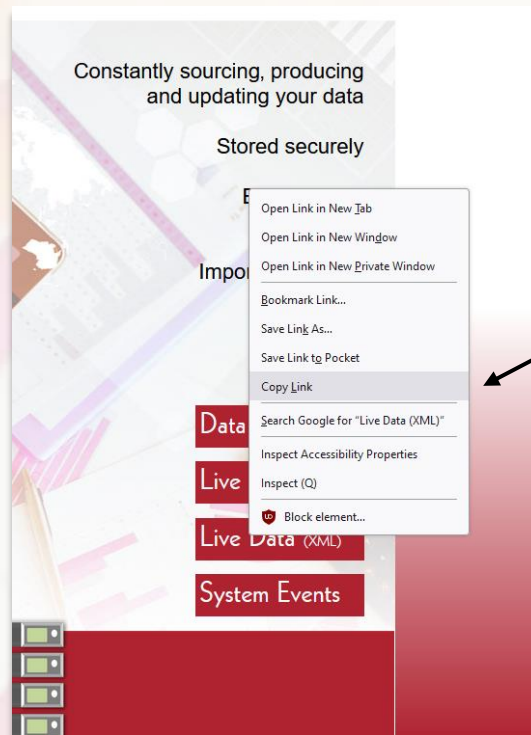 Constantly sourcing, producing
and updating your data
Stored securely
Open Link in New Tab
Open Link in New Window
Open Link in New Private Window
Bookmark Link...
Save Link As...
Save Link to Pocket
Copy Link
Search Google for “Live Data (XML)”
Inspect Accessibility Properties
Inspect (Q)
Block element...
Data
Live
Live Data (XML)
System Events